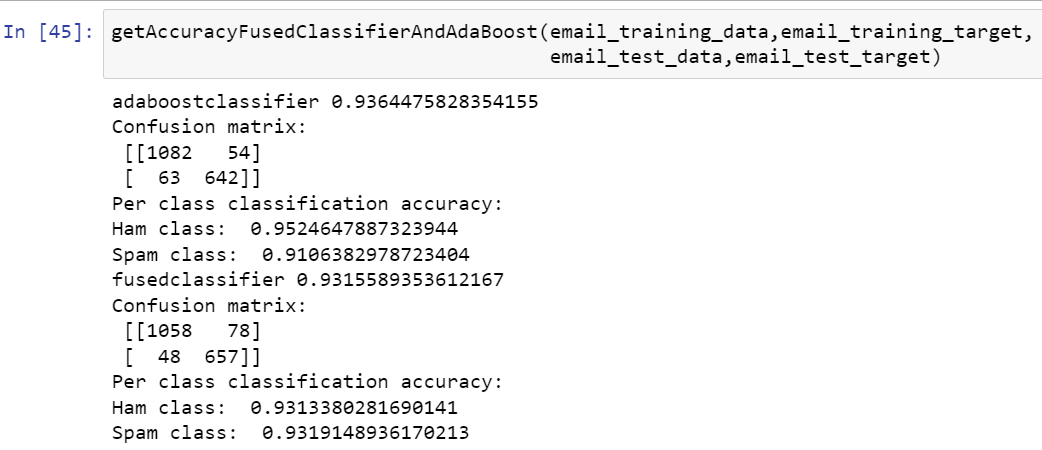 In [45]: getAccuracyFusedClassifierAndAdaBoost(email_training_data,email_training_target,
email_test_data,email_test_target)
adaboostclassifier 0.9364475828354155
Confusion matrix:
[[1082   54]
[  63  642]]
Per class classification accuracy:
Ham class:  0.9524647887323944
Spam class:  0.9106382978723404
fusedclassifier 0.9315589353612167
Confusion matrix:
[[1058   78]
[  48  657]]
Per class classification accuracy:
Ham class:  0.9313380281690141
Spam class:  0.9319148936170213